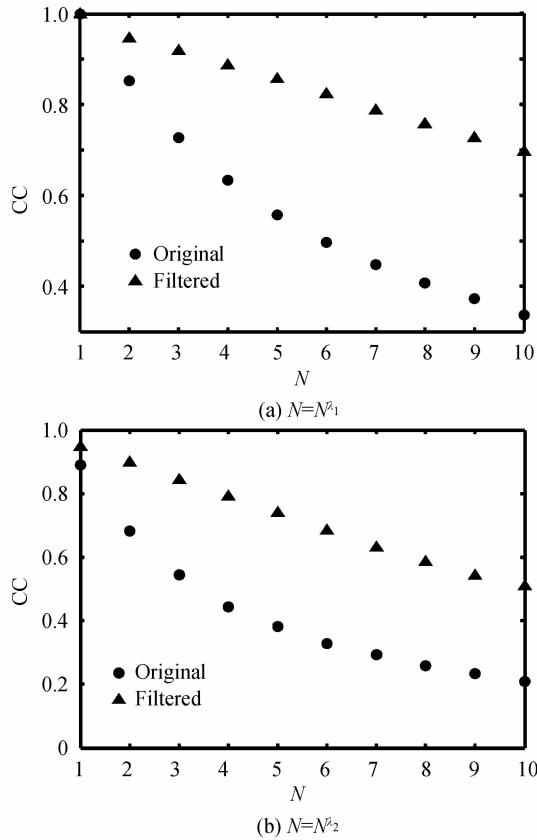 1.0
0.8
0.6
0.4
CC
Original
Filtered
1 2 3 4 5 6 7 8 9 10
N
(a) N=N^λ1
1.0
0.8
0.6
0.4
0.2
0
CC
Original
Filtered
1 2 3 4 5 6 7 8 9 10
N
(b) N=N^λ2